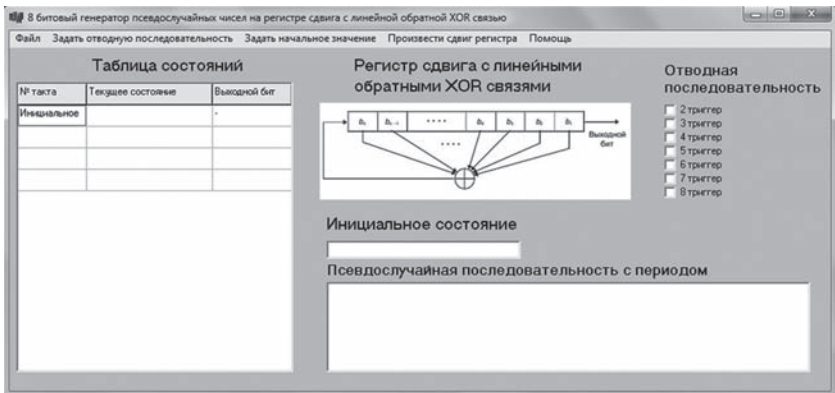 8 битовый генератор псевдослучайных чисел на регистре сдвига с линейной обратной XOR связью
Файл Задать отводную последовательность Задать начальное значение Произвести сдвиг регистра Помощь
Таблица состояний
№ такта Текущее состояние Выходной бит
Инициальное -
Регистр сдвига с линейными
обратными XOR связями
Выходной
бит
Отводная
последовательность
2 триггер
3 триггер
4 триггер
5 триггер
6 триггер
7 триггер
8 триггер
Инициальное состояние
Псевдослучайная последовательность с периодом